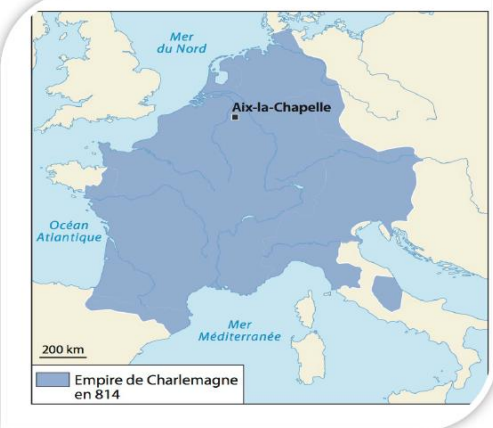 Mer
du Nord
Aix-la-Chapelle
Océan
Atlantique
Mer
Méditerranée
200 km
Empire de Charlemagne
en 814